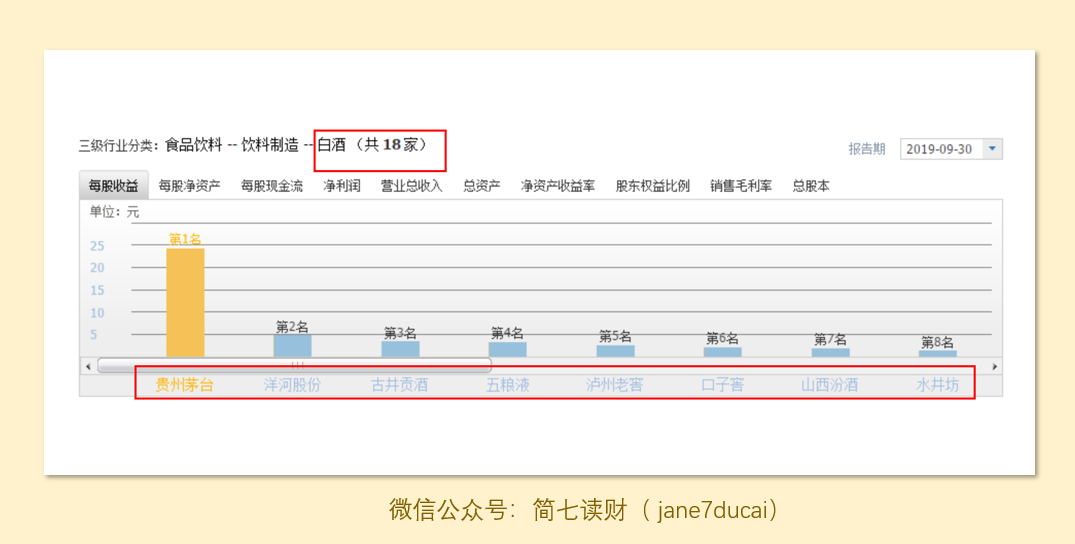 三级行业分类：食品饮料 -- 饮料制造 -- 白酒 （共 18 家）
报告期 2019-09-30
每股收益 每股净资产 每股现金流 净利润 营业总收入 总资产 净资产收益率 股东权益比例 销售毛利率 总股本
单位：元
25
20
15
10
5
第1名 第2名 第3名 第4名 第5名 第6名 第7名 第8名
贵州茅台 洋河股份 古井贡酒 五粮液 泸州老窖 口子窖 山西汾酒 水井坊
微信公众号：简七读财（ jane7ducai）